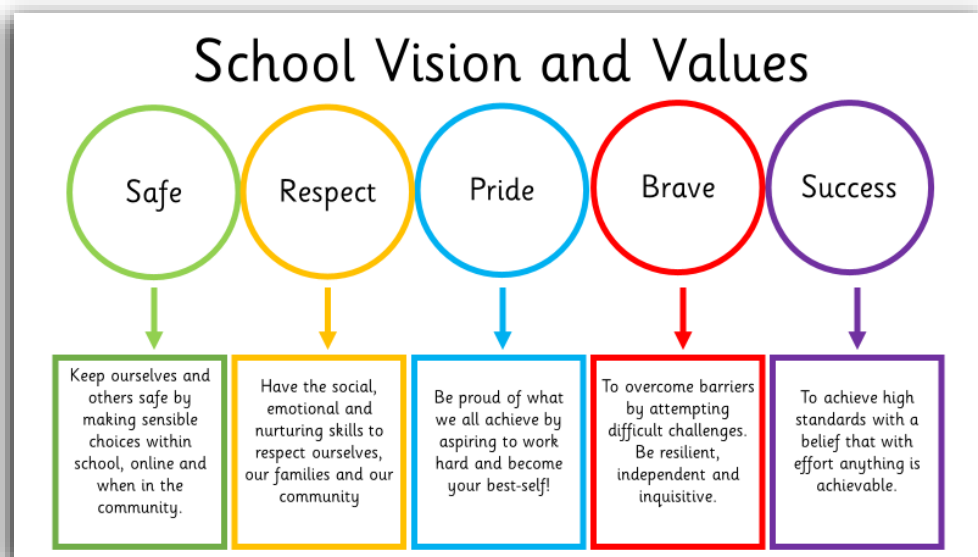 School Vision and Values
Safe
Respect
Pride
Brave
Success
Keep ourselves and
others safe by
making sensible
choices within
school, online and
when in the
community.
Have the social,
emotional and
nurturing skills to
respect ourselves,
our families and our
community
Be proud of what
we all achieve by
aspiring to work
hard and become
your best-self!
To overcome barriers
by attempting
difficult challenges.
Be resilient,
independent and
inquisitive.
To achieve high
standards with a
belief that with
effort anything is
achievable.